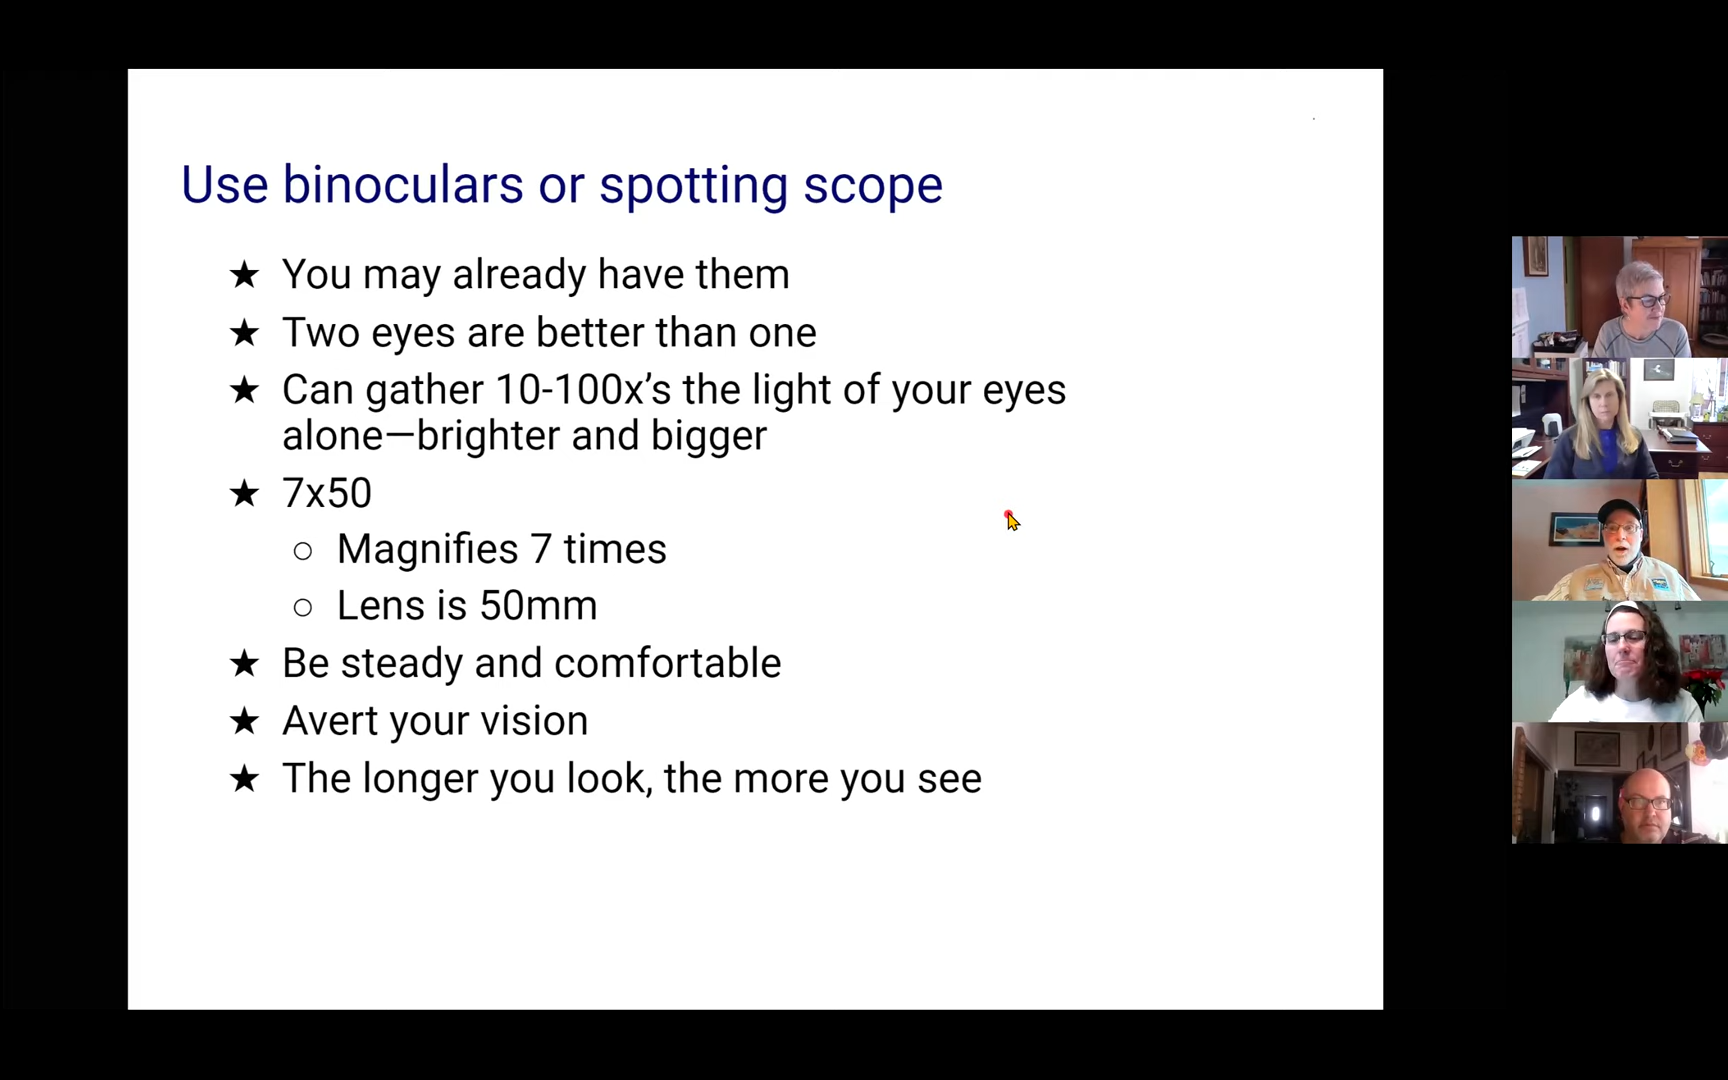 Use binoculars or spotting scope
★ You may already have them
★ Two eyes are better than one
★ Can gather 10-100x’s the light of your eyes
alone—brighter and bigger
★ 7x50
○ Magnifies 7 times
○ Lens is 50mm
★ Be steady and comfortable
★ Avert your vision
★ The longer you look, the more you see